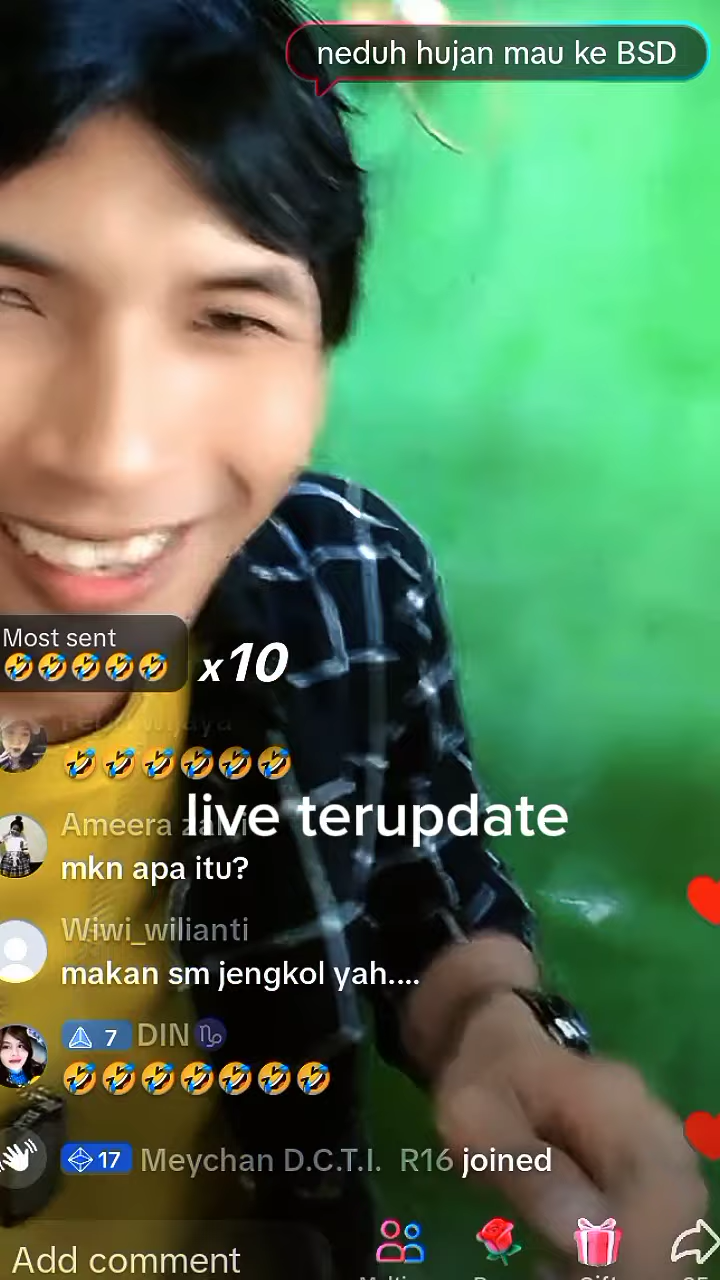 neduh hujan mau ke BSD
Most sent
🤣🤣🤣🤣🤣 x10
🤣🤣🤣🤣🤣🤣
live terupdate
Ameera
mkn apa itu?
Wiwi_wilianti
makan sm jengkol yah....
7 DIN♑
🤣🤣🤣🤣🤣🤣🤣
17 Meychan D.C.T.I. R16 joined
Add comment